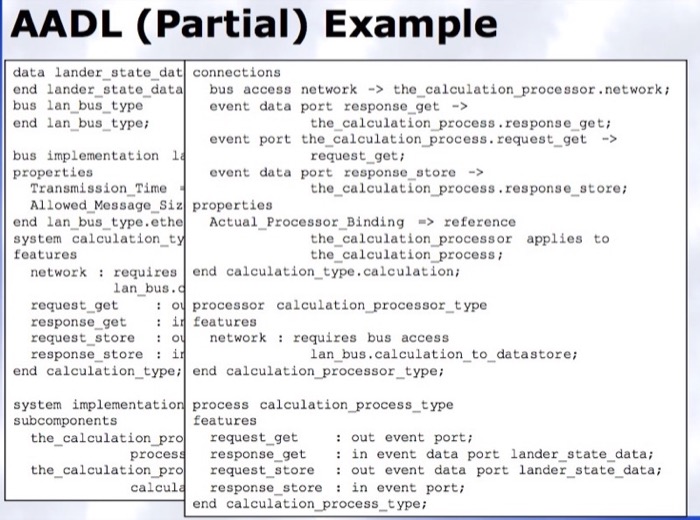 AADL (Partial) Example
data lander_state_dat
end lander_state_data
bus lan_bus_type
end lan_bus_type;
bus implementation la
properties
Transmission_Time
Allowed_Message_Siz
end lan_bus_type.ethe
system calculation_ty
features
network : requires
lan_bus.c
request_get : ou
response_get : in
request_store : ou
response_store : in
end calculation_type;
system implementation
subcomponents
the_calculation_pro
process
the_calculation_pro
calcula
connections
bus access network -> the_calculation_processor.network;
event data port response_get ->
the_calculation_process.response_get;
event port the_calculation_process.request_get ->
request_get;
event data port response_store ->
the_calculation_process.response_store;
properties
Actual_Processor_Binding => reference
the_calculation_processor applies to
the_calculation_process;
end calculation_type.calculation;
processor calculation_processor_type
features
network : requires bus access
lan_bus.calculation_to_datastore;
end calculation_processor_type;
process calculation_process_type
features
request_get : out event port;
response_get : in event data port lander_state_data;
request_store : out event data port lander_state_data;
response_store : in event port;
end calculation_process_type;